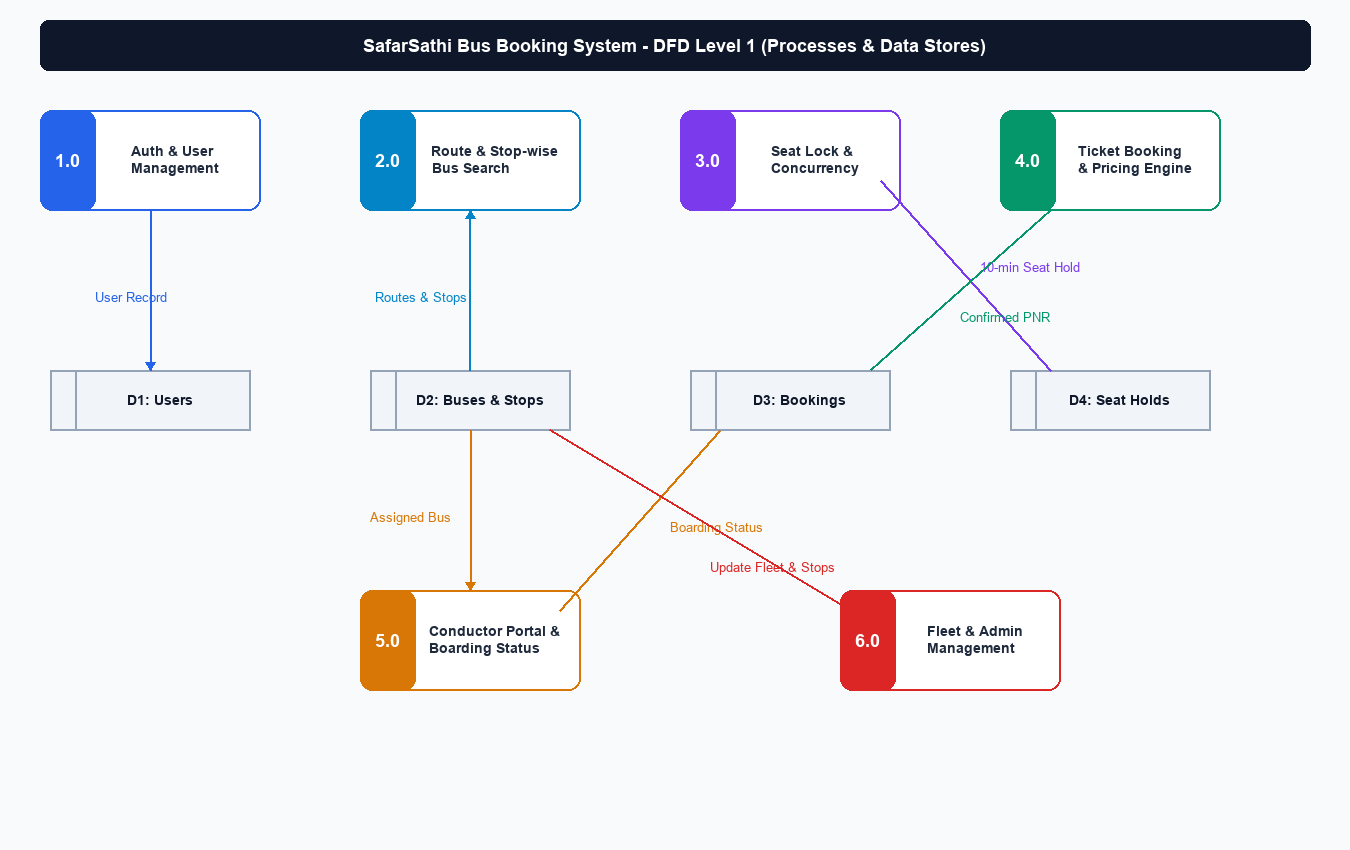 SafarSathi Bus Booking System - DFD Level 1 (Processes & Data Stores)
1.0
Auth & User
Management
2.0
Route & Stop-wise
Bus Search
3.0
Seat Lock &
Concurrency
4.0
Ticket Booking
& Pricing Engine
10-min Seat Hold
User Record
Routes & Stops
Confirmed PNR
D1: Users
D2: Buses & Stops
D3: Bookings
D4: Seat Holds
Assigned Bus
Boarding Status
Update Fleet & Stops
5.0
Conductor Portal &
Boarding Status
6.0
Fleet & Admin
Management